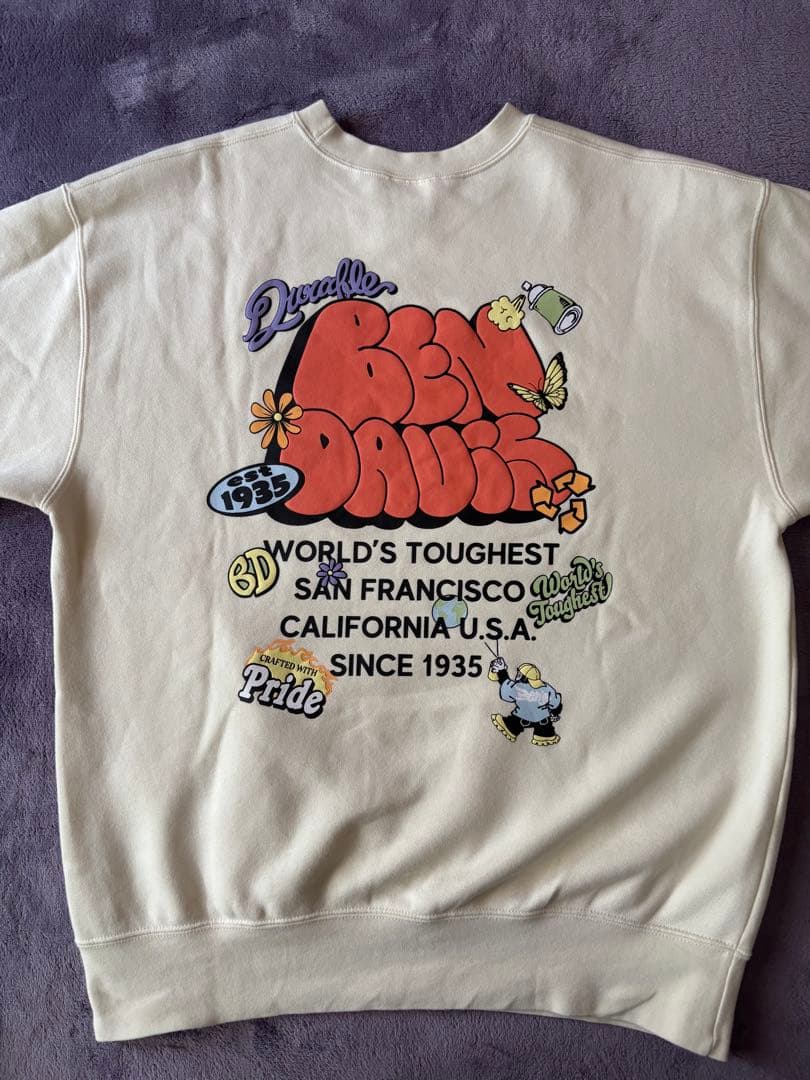 Durable
BEN
DAVIS
est
1935
WORLD'S TOUGHEST
BD
SAN FRANCISCO
World's
Toughest
CALIFORNIA U.S.A.
SINCE 1935
CRAFTED WITH
Pride